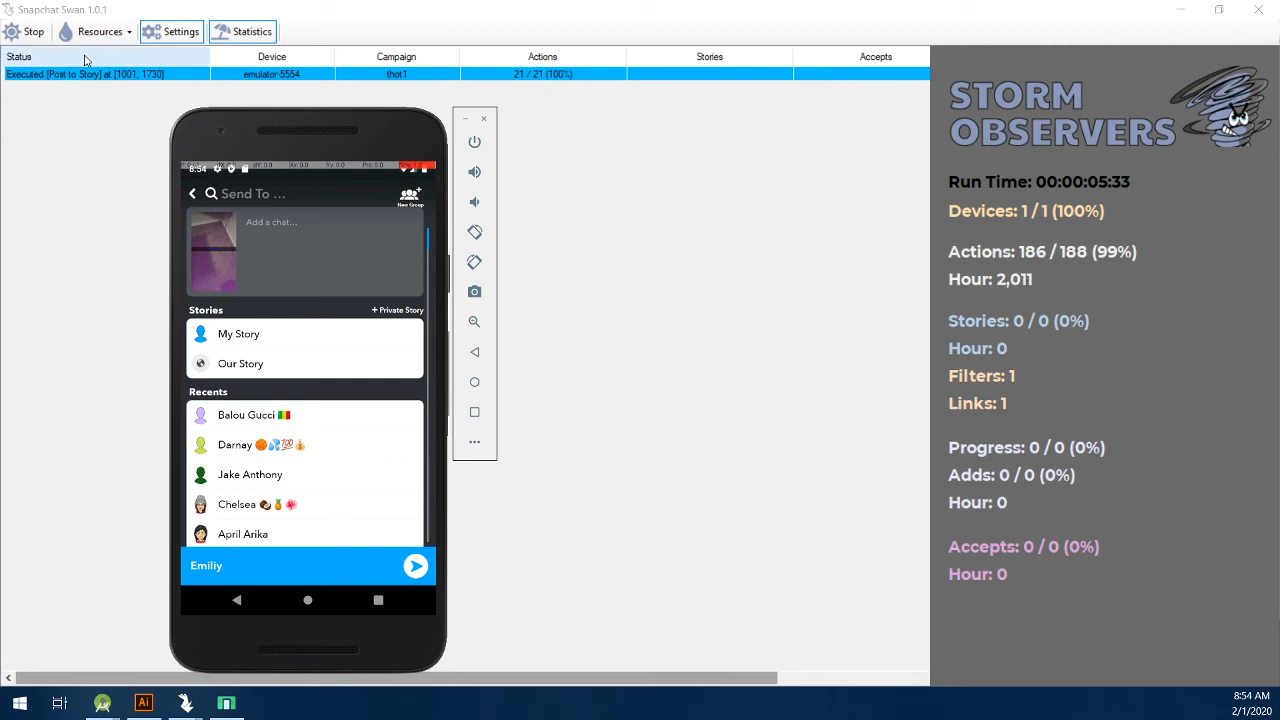 Snapchat Swan 1.0.1
Stop Resources Settings Statistics
Status Device Campaign Actions Stories Accepts
Executed [Post to Story] at [1001, 1730] emulator-5554 thot1 21 / 21 (100%)
STORM
OBSERVERS
Run Time: 00:00:05:33
Devices: 1 / 1 (100%)
Actions: 186 / 188 (99%)
Hour: 2,011
Stories: 0 / 0 (0%)
Hour: 0
Filters: 1
Links: 1
Progress: 0 / 0 (0%)
Adds: 0 / 0 (0%)
Hour: 0
Accepts: 0 / 0 (0%)
Hour: 0
8:54
Send To ...
New Group
Add a chat...
Stories + Private Story
My Story
Our Story
Recents
Balou Gucci 🇲🇱
Darnay 🏀💦💯💰
Jake Anthony
Chelsea 🥥🍍🌺
April Arika
Emiliy
Ai
8:54 AM
2/1/2020